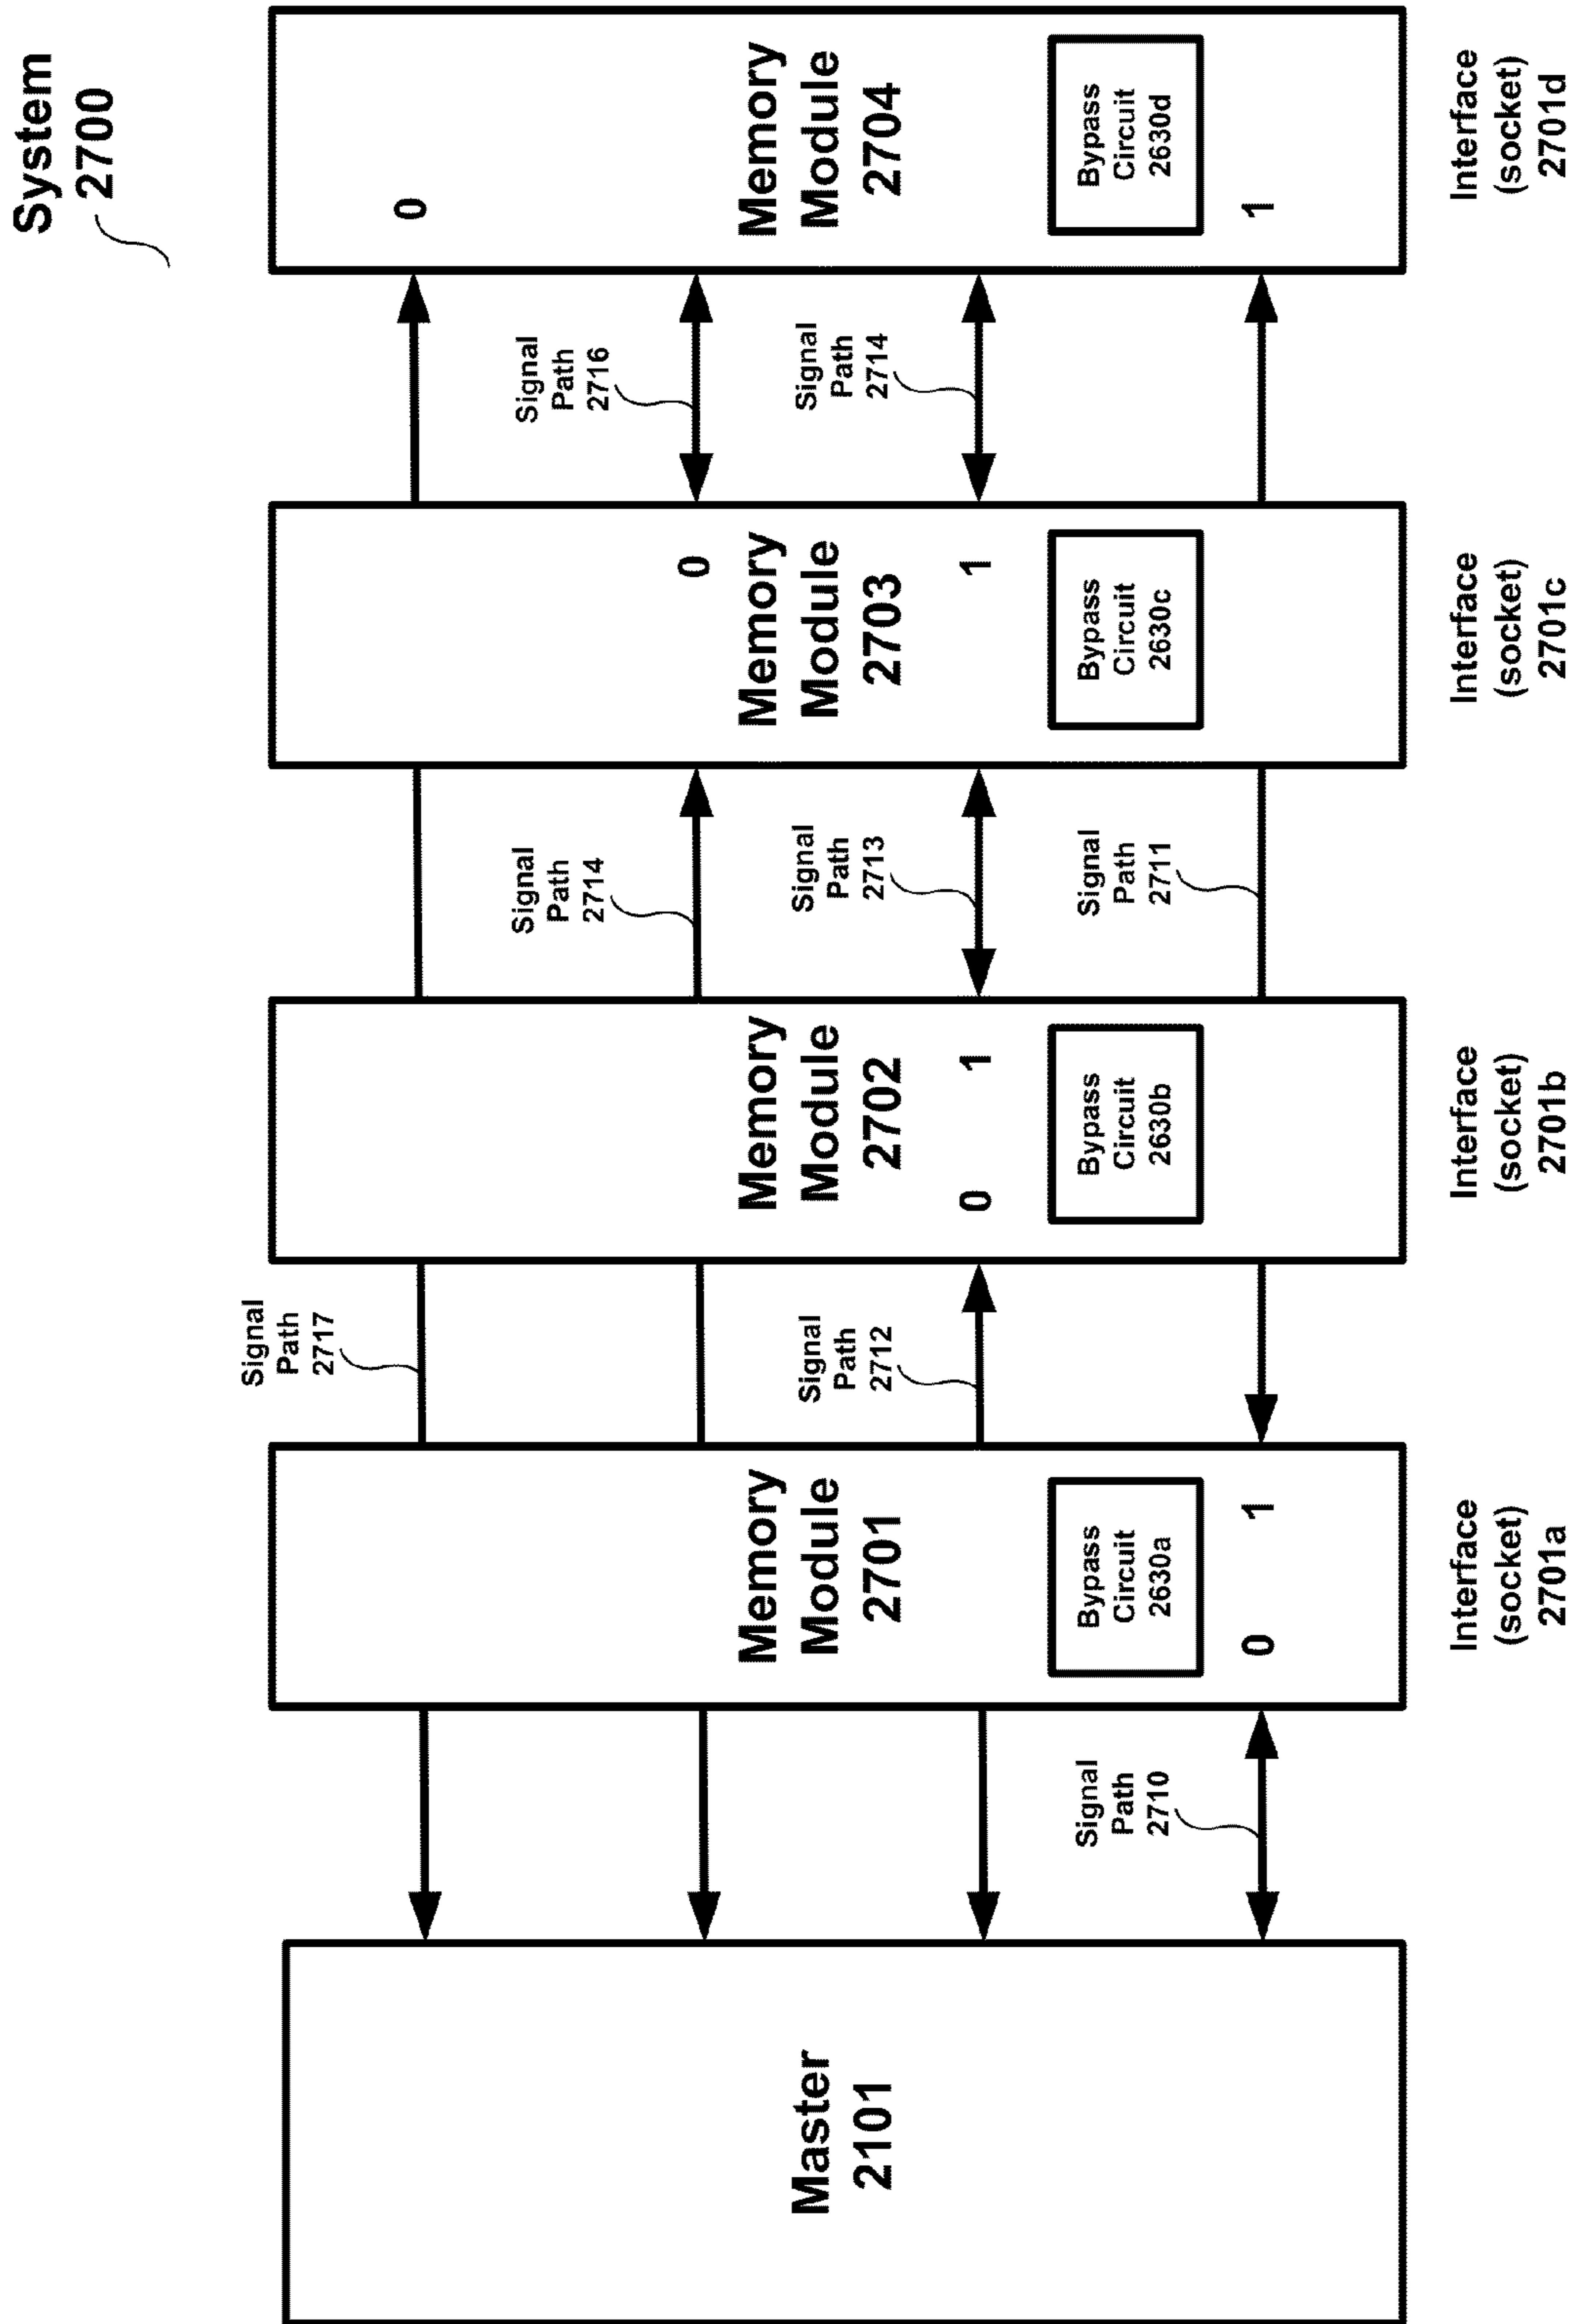 System
2700
Master
2101
Signal
Path
2710
Memory
Module
2701
Bypass
Circuit
2630a
0
1
Interface
(socket)
2701a
Signal
Path
2717
Signal
Path
2712
Memory
Module
2702
0
1
Bypass
Circuit
2630b
Interface
(socket)
2701b
Signal
Path
2714
Signal
Path
2713
Signal
Path
2711
Memory
Module
2703
0
1
Bypass
Circuit
2630c
Interface
(socket)
2701c
Signal
Path
2716
Signal
Path
2714
0
Memory
Module
2704
Bypass
Circuit
2630d
1
Interface
(socket)
2701d